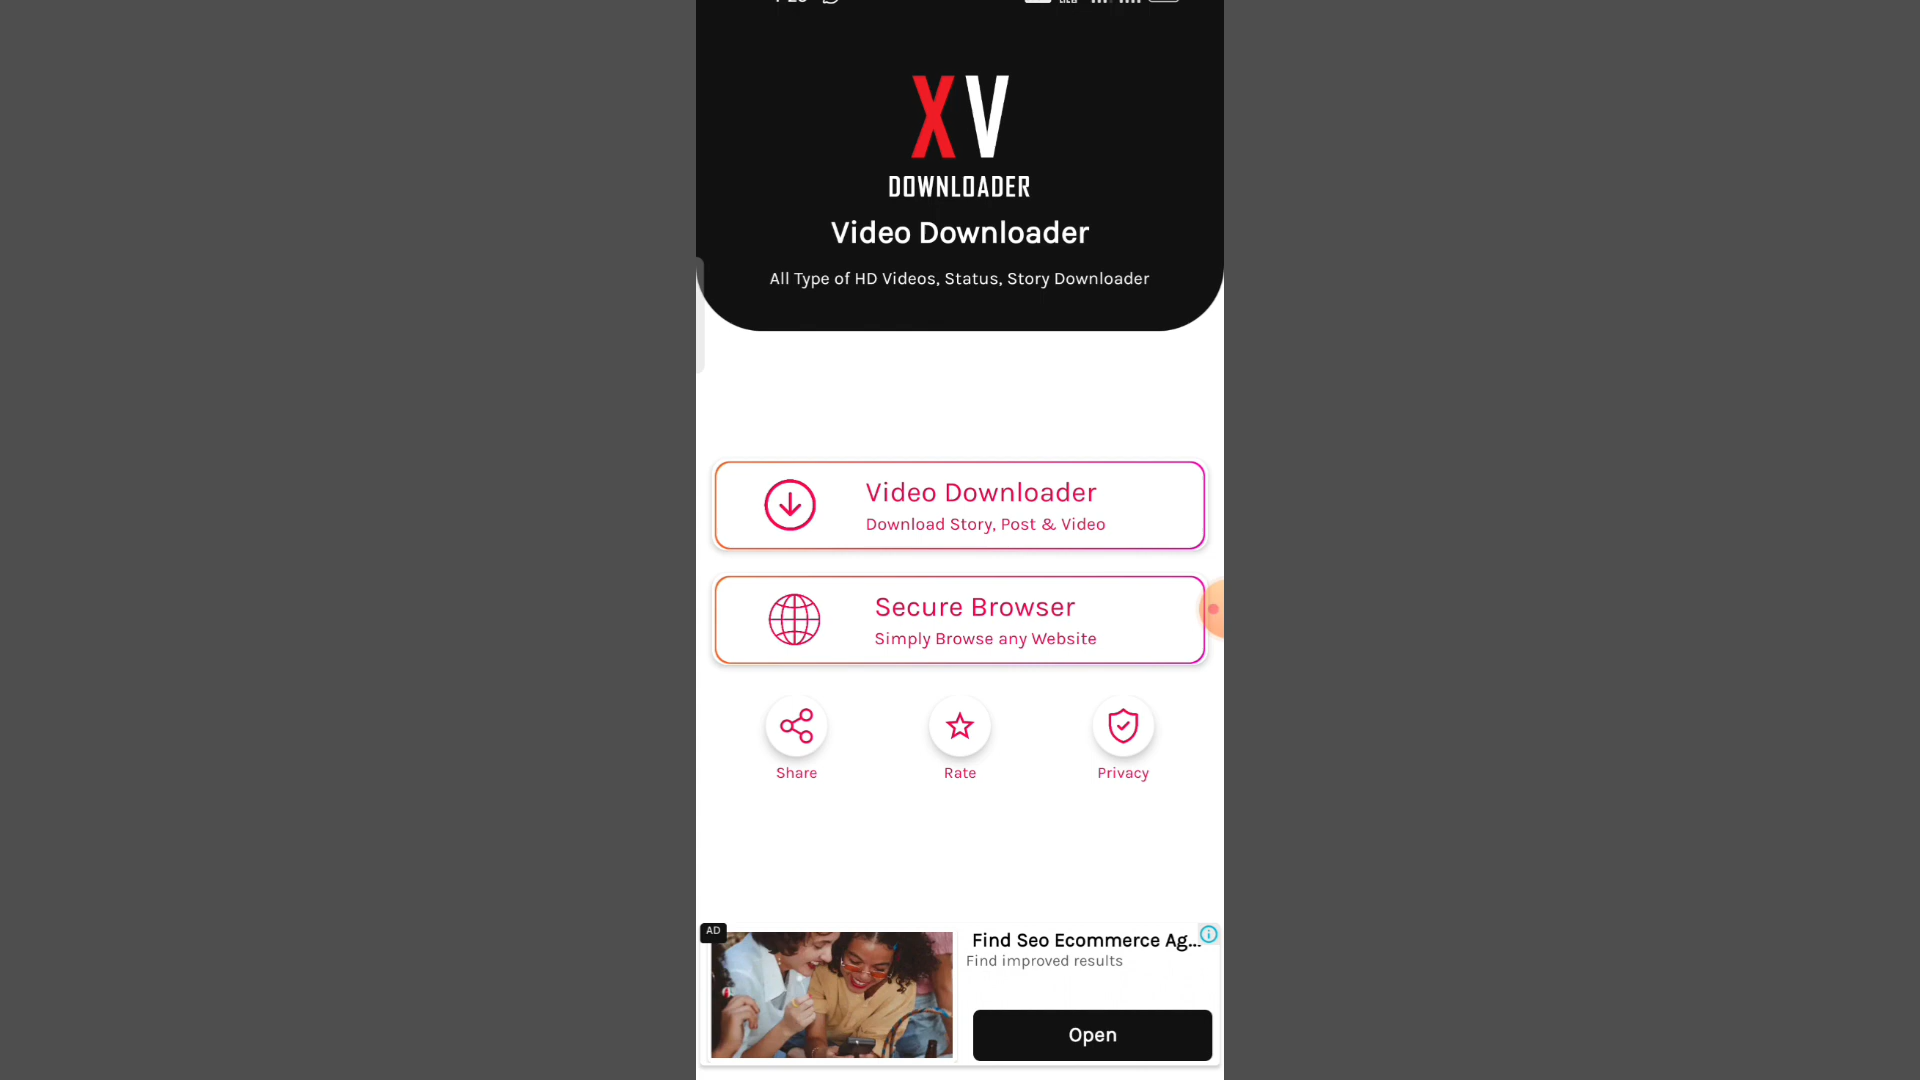 XV
DOWNLOADER
Video Downloader
All Type of HD Videos, Status, Story Downloader
Video Downloader
Download Story, Post & Video
Secure Browser
Simply Browse any Website
Share
Rate
Privacy
AD
Find Seo Ecommerce Ag...
Find improved results
Open